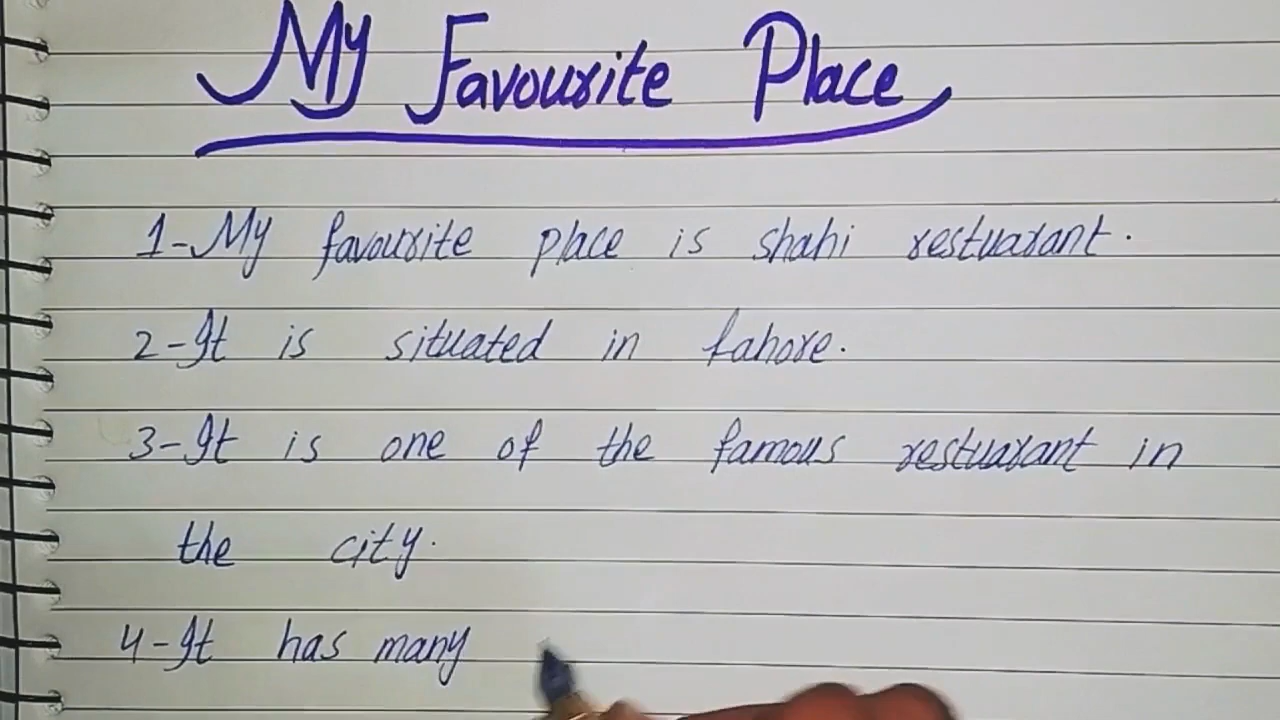 My Favourite Place
1-My favourite place is shahi restuarant.
2-It is situated in Lahore.
3-It is one of the famous restuarant in
the city.
4-It has many